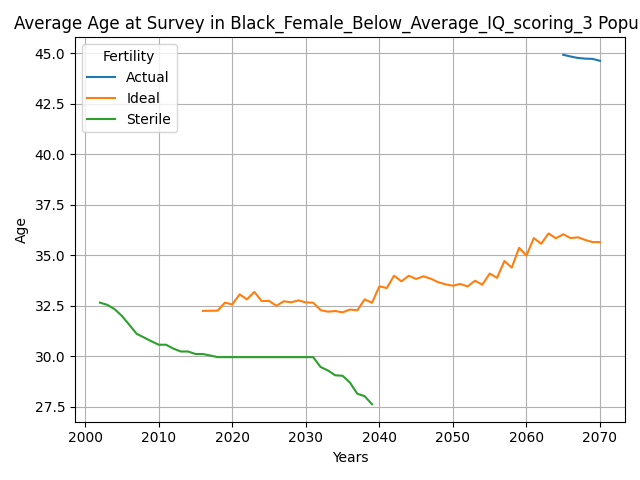 Average Age at Survey in Black_Female_Below_Average_IQ_scoring_3 Popu
Fertility
Actual
Ideal
Sterile
Age
45.0
42.5
40.0
37.5
35.0
32.5
30.0
27.5
2000 2010 2020 2030 2040 2050 2060 2070
Years